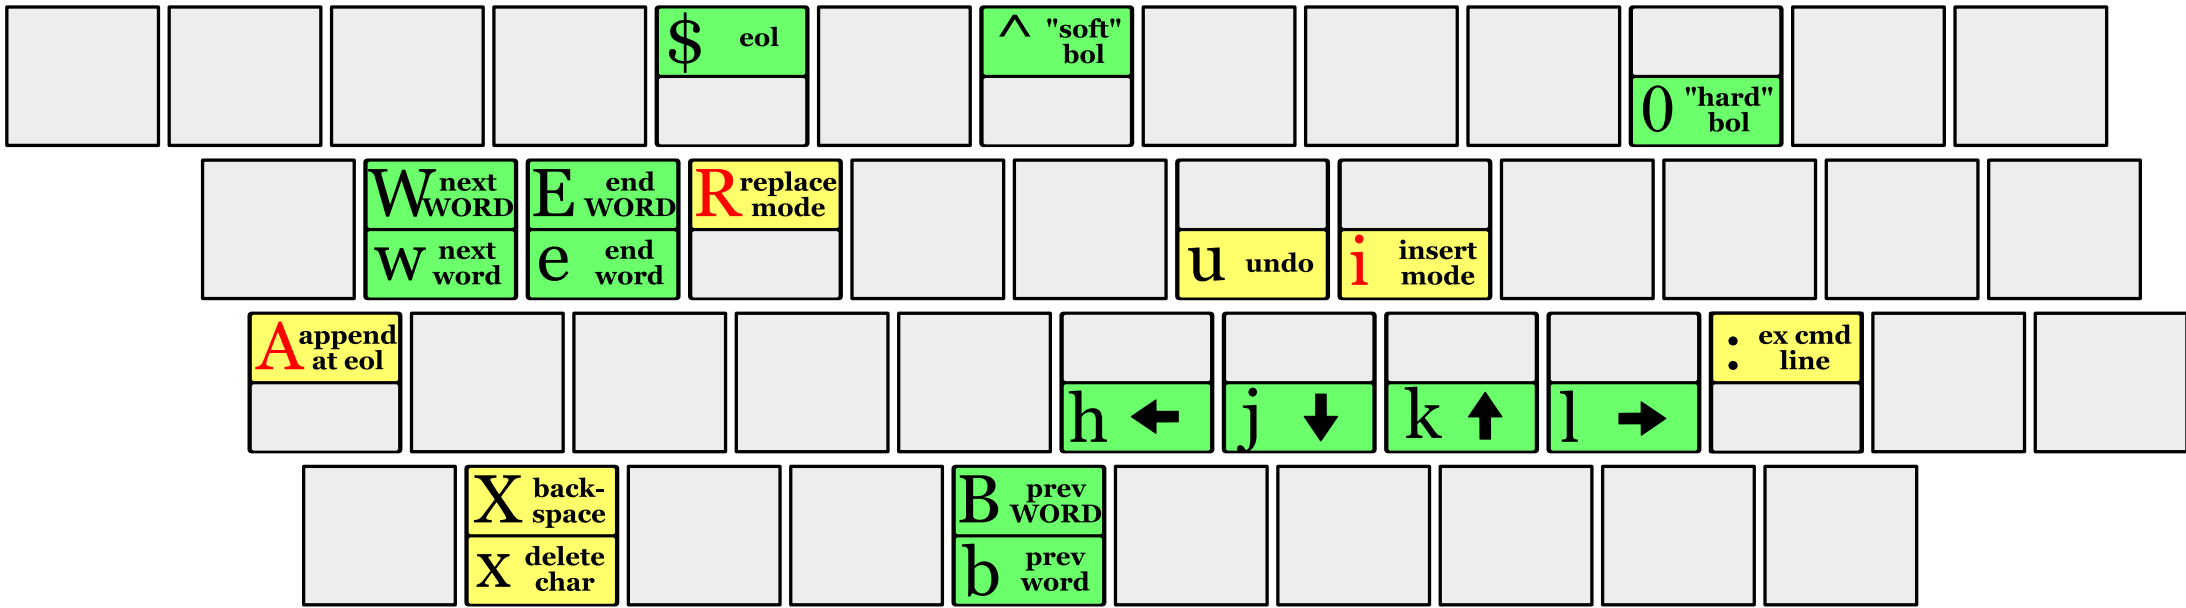 $ eol
^ "soft" bol
0 "hard" bol
W next WORD
w next word
E end WORD
e end word
R replace mode
u undo
i insert mode
A append at eol
h
j
k
l
: ex cmd line
X back-space
x delete char
B prev WORD
b prev word